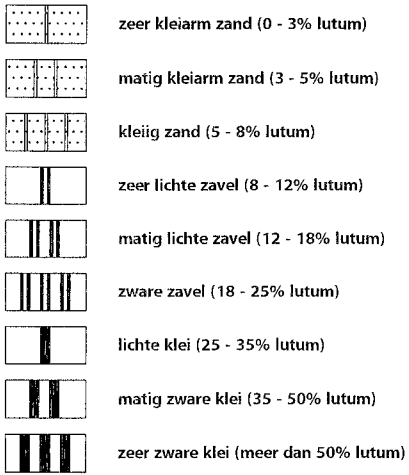 zeer kleiarm zand (0 - 3% lutum)
matig kleiarm zand (3 - 5% lutum)
kleiig zand (5 - 8% lutum)
zeer lichte zavel (8 - 12% lutum)
matig lichte zavel (12 - 18% lutum)
zware zavel (18 - 25% lutum)
lichte klei (25 - 35% lutum)
matig zware klei (35 - 50% lutum)
zeer zware klei (meer dan 50% lutum)